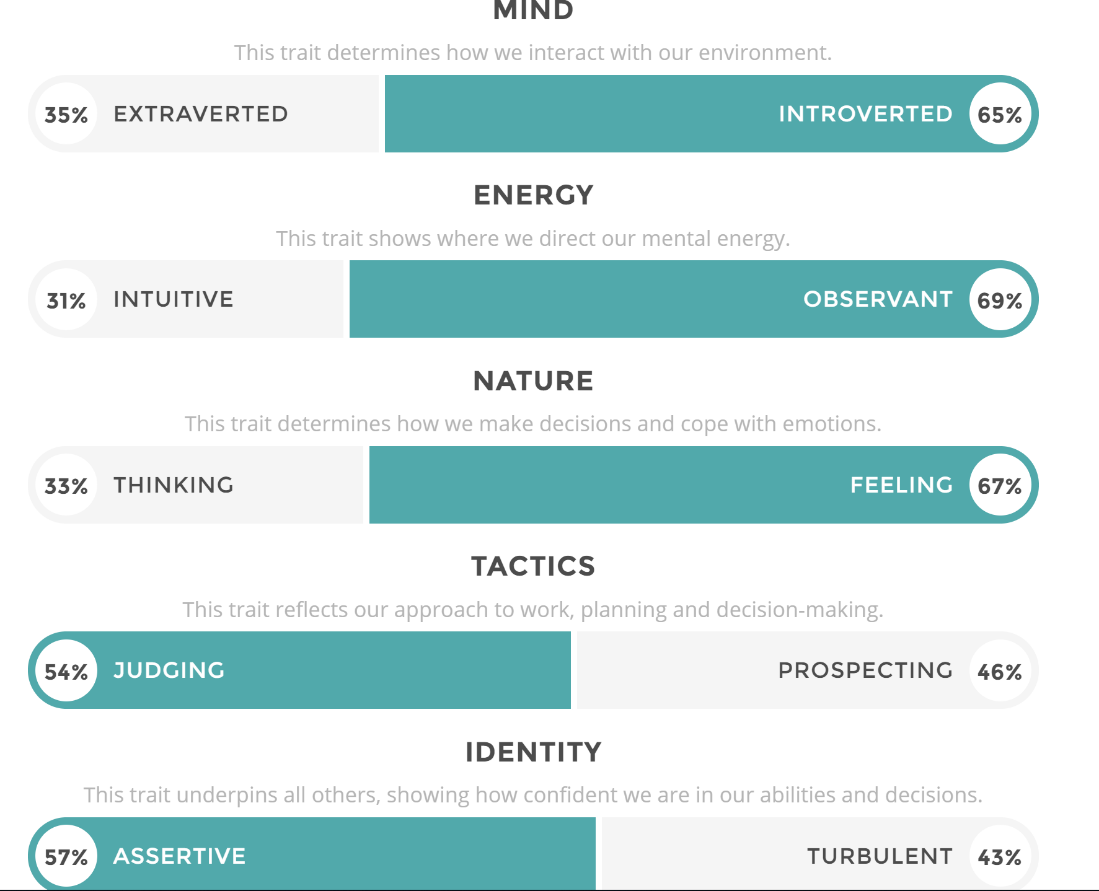 MIND
This trait determines how we interact with our environment.
35% EXTRAVERTED INTROVERTED 65%
ENERGY
This trait shows where we direct our mental energy.
31% INTUITIVE OBSERVANT 69%
NATURE
This trait determines how we make decisions and cope with emotions.
33% THINKING FEELING 67%
TACTICS
This trait reflects our approach to work, planning and decision-making.
54% JUDGING PROSPECTING 46%
IDENTITY
This trait underpins all others, showing how confident we are in our abilities and decisions.
57% ASSERTIVE TURBULENT 43%